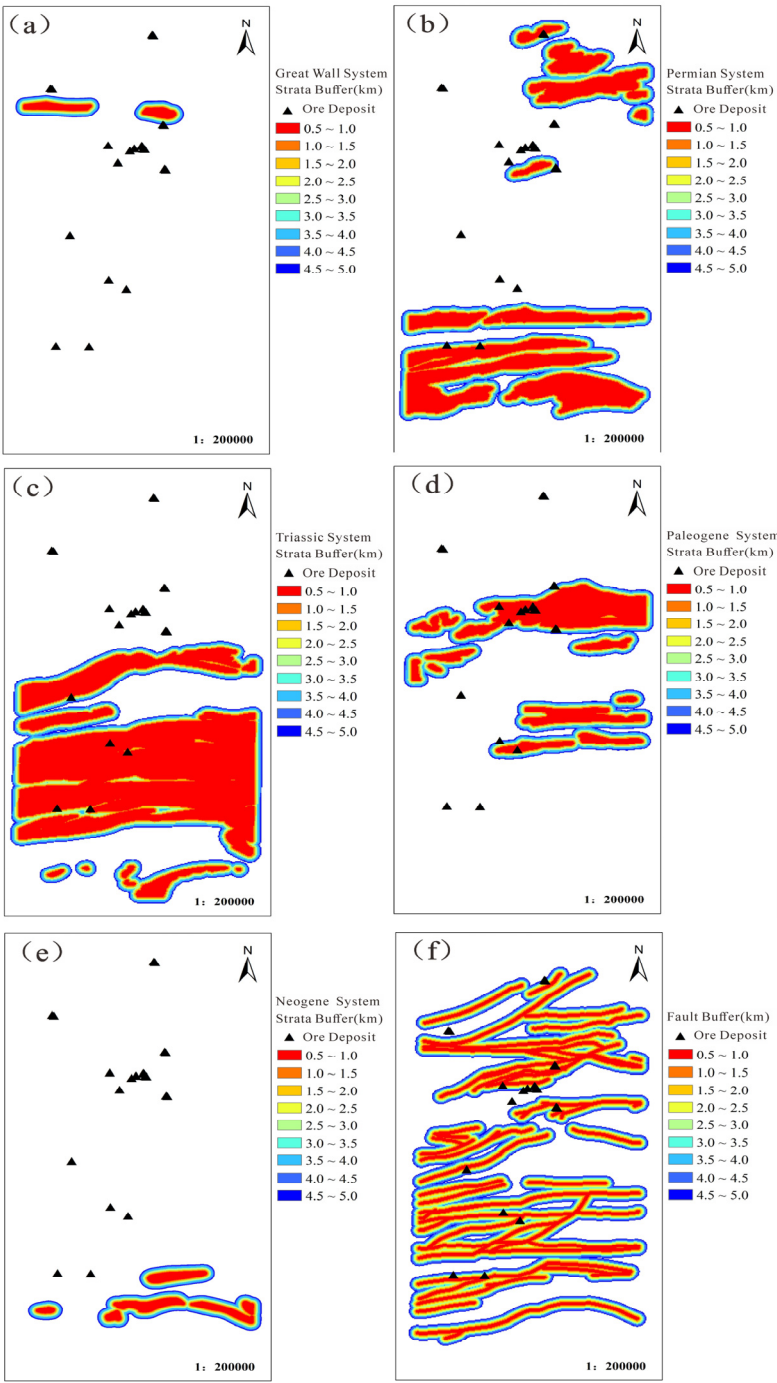 (a)
N
Great Wall System
Strata Buffer(km)
Ore Deposit
0.5～1.0
1.0～1.5
1.5～2.0
2.0～2.5
2.5～3.0
3.0～3.5
3.5～4.0
4.0～4.5
4.5～5.0
1：200000
(b)
N
Permian System
Strata Buffer(km)
Ore Deposit
0.5～1.0
1.0～1.5
1.5～2.0
2.0～2.5
2.5～3.0
3.0～3.5
3.5～4.0
4.0～4.5
4.5～5.0
1：200000
(c)
N
Triassic System
Strata Buffer(km)
Ore Deposit
0.5～1.0
1.0～1.5
1.5～2.0
2.0～2.5
2.5～3.0
3.0～3.5
3.5～4.0
4.0～4.5
4.5～5.0
1：200000
(d)
N
Paleogene System
Strata Buffer(km)
Ore Deposit
0.5～1.0
1.0～1.5
1.5～2.0
2.0～2.5
2.5～3.0
3.0～3.5
3.5～4.0
4.0～4.5
4.5～5.0
1：200000
(e)
N
Neogene System
Strata Buffer(km)
Ore Deposit
0.5～1.0
1.0～1.5
1.5～2.0
2.0～2.5
2.5～3.0
3.0～3.5
3.5～4.0
4.0～4.5
4.5～5.0
1：200000
(f)
N
Fault Buffer(km)
Ore Deposit
0.5～1.0
1.0～1.5
1.5～2.0
2.0～2.5
2.5～3.0
3.0～3.5
3.5～4.0
4.0～4.5
4.5～5.0
1：200000